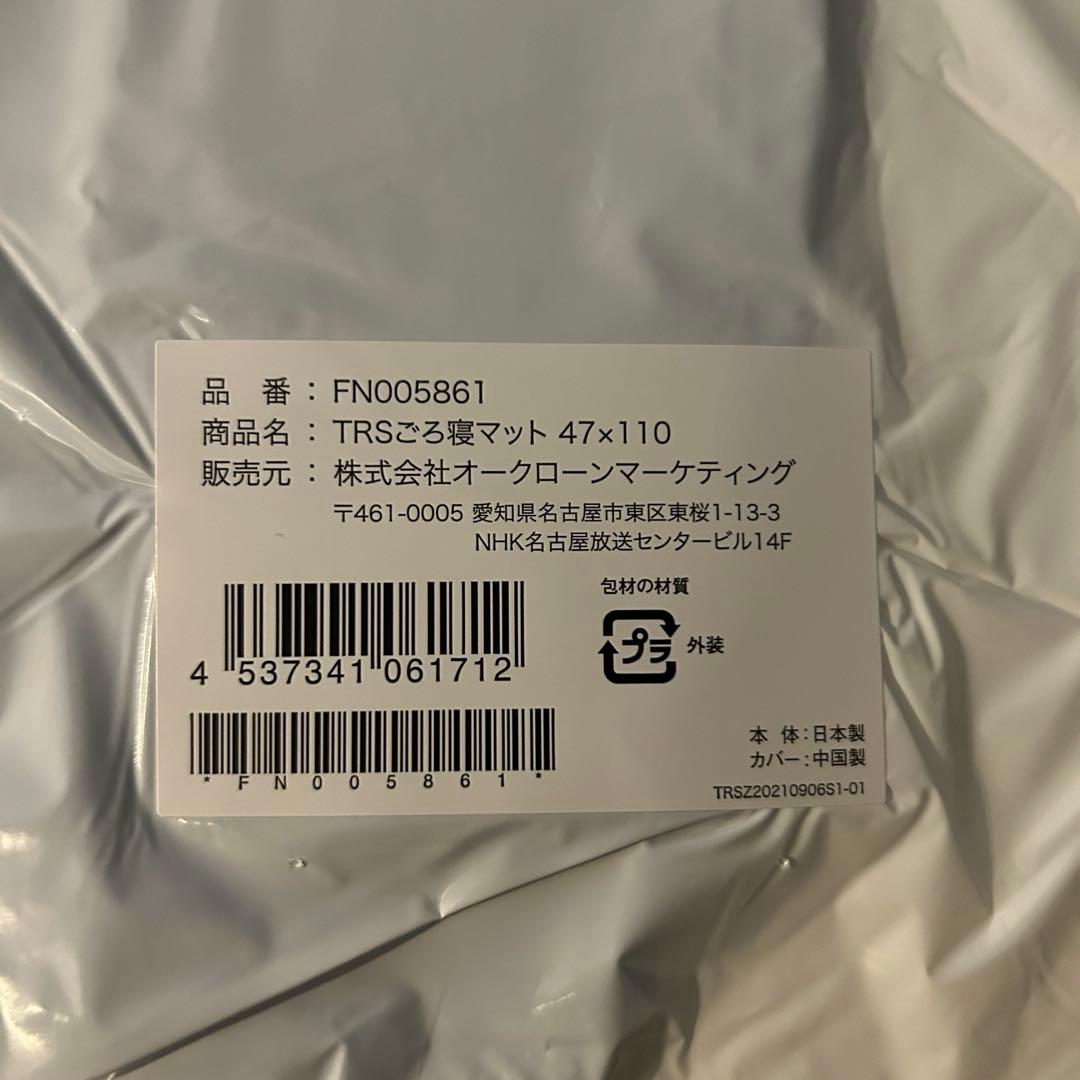 品 番：FN005861
商品名：TRSごろ寝マット 47×110
販売元：株式会社オークローンマーケティング
〒461-0005 愛知県名古屋市東区東桜1-13-3
NHK名古屋放送センタービル14F
包材の材質
プラ 外装
4 537341 061712
*FN005861*
本 体：日本製
カバー：中国製
TRSZ20210906S1-01